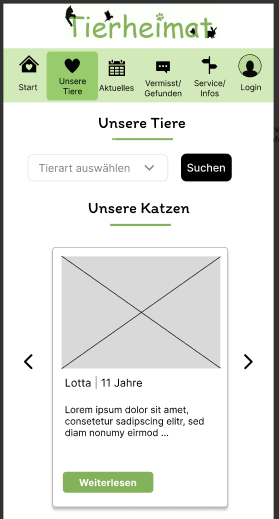 Tierheimat
Start
Unsere
Tiere
Aktuelles
Vermisst/
Gefunden
Service/
Infos
Login
Unsere Tiere
Tierart auswählen
Suchen
Unsere Katzen
Lotta | 11 Jahre
Lorem ipsum dolor sit amet,
consetetur sadipscing elitr, sed
diam nonumy eirmod ...
Weiterlesen